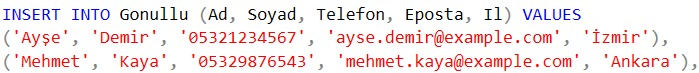 INSERT INTO Gonullu (Ad, Soyad, Telefon, Eposta, Il) VALUES
('Ayşe', 'Demir', '05321234567', 'ayse.demir@example.com', 'İzmir'),
('Mehmet', 'Kaya', '05329876543', 'mehmet.kaya@example.com', 'Ankara'),